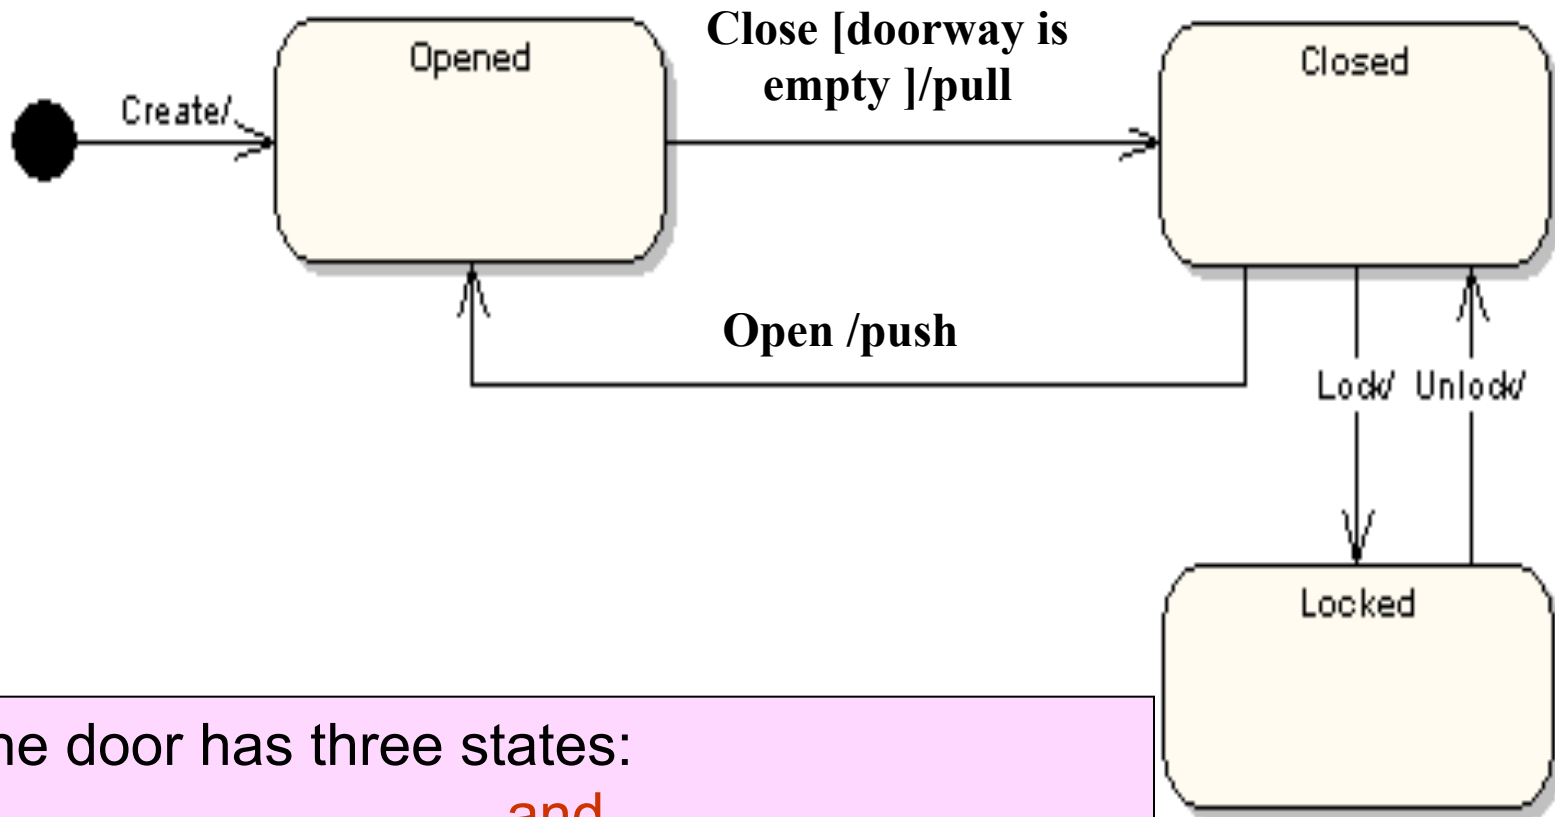 Opened
Close [doorway is
empty ]/pull
Closed
Create/
Open /push
Lock/ Unlock/
Locked
he door has three states:
and